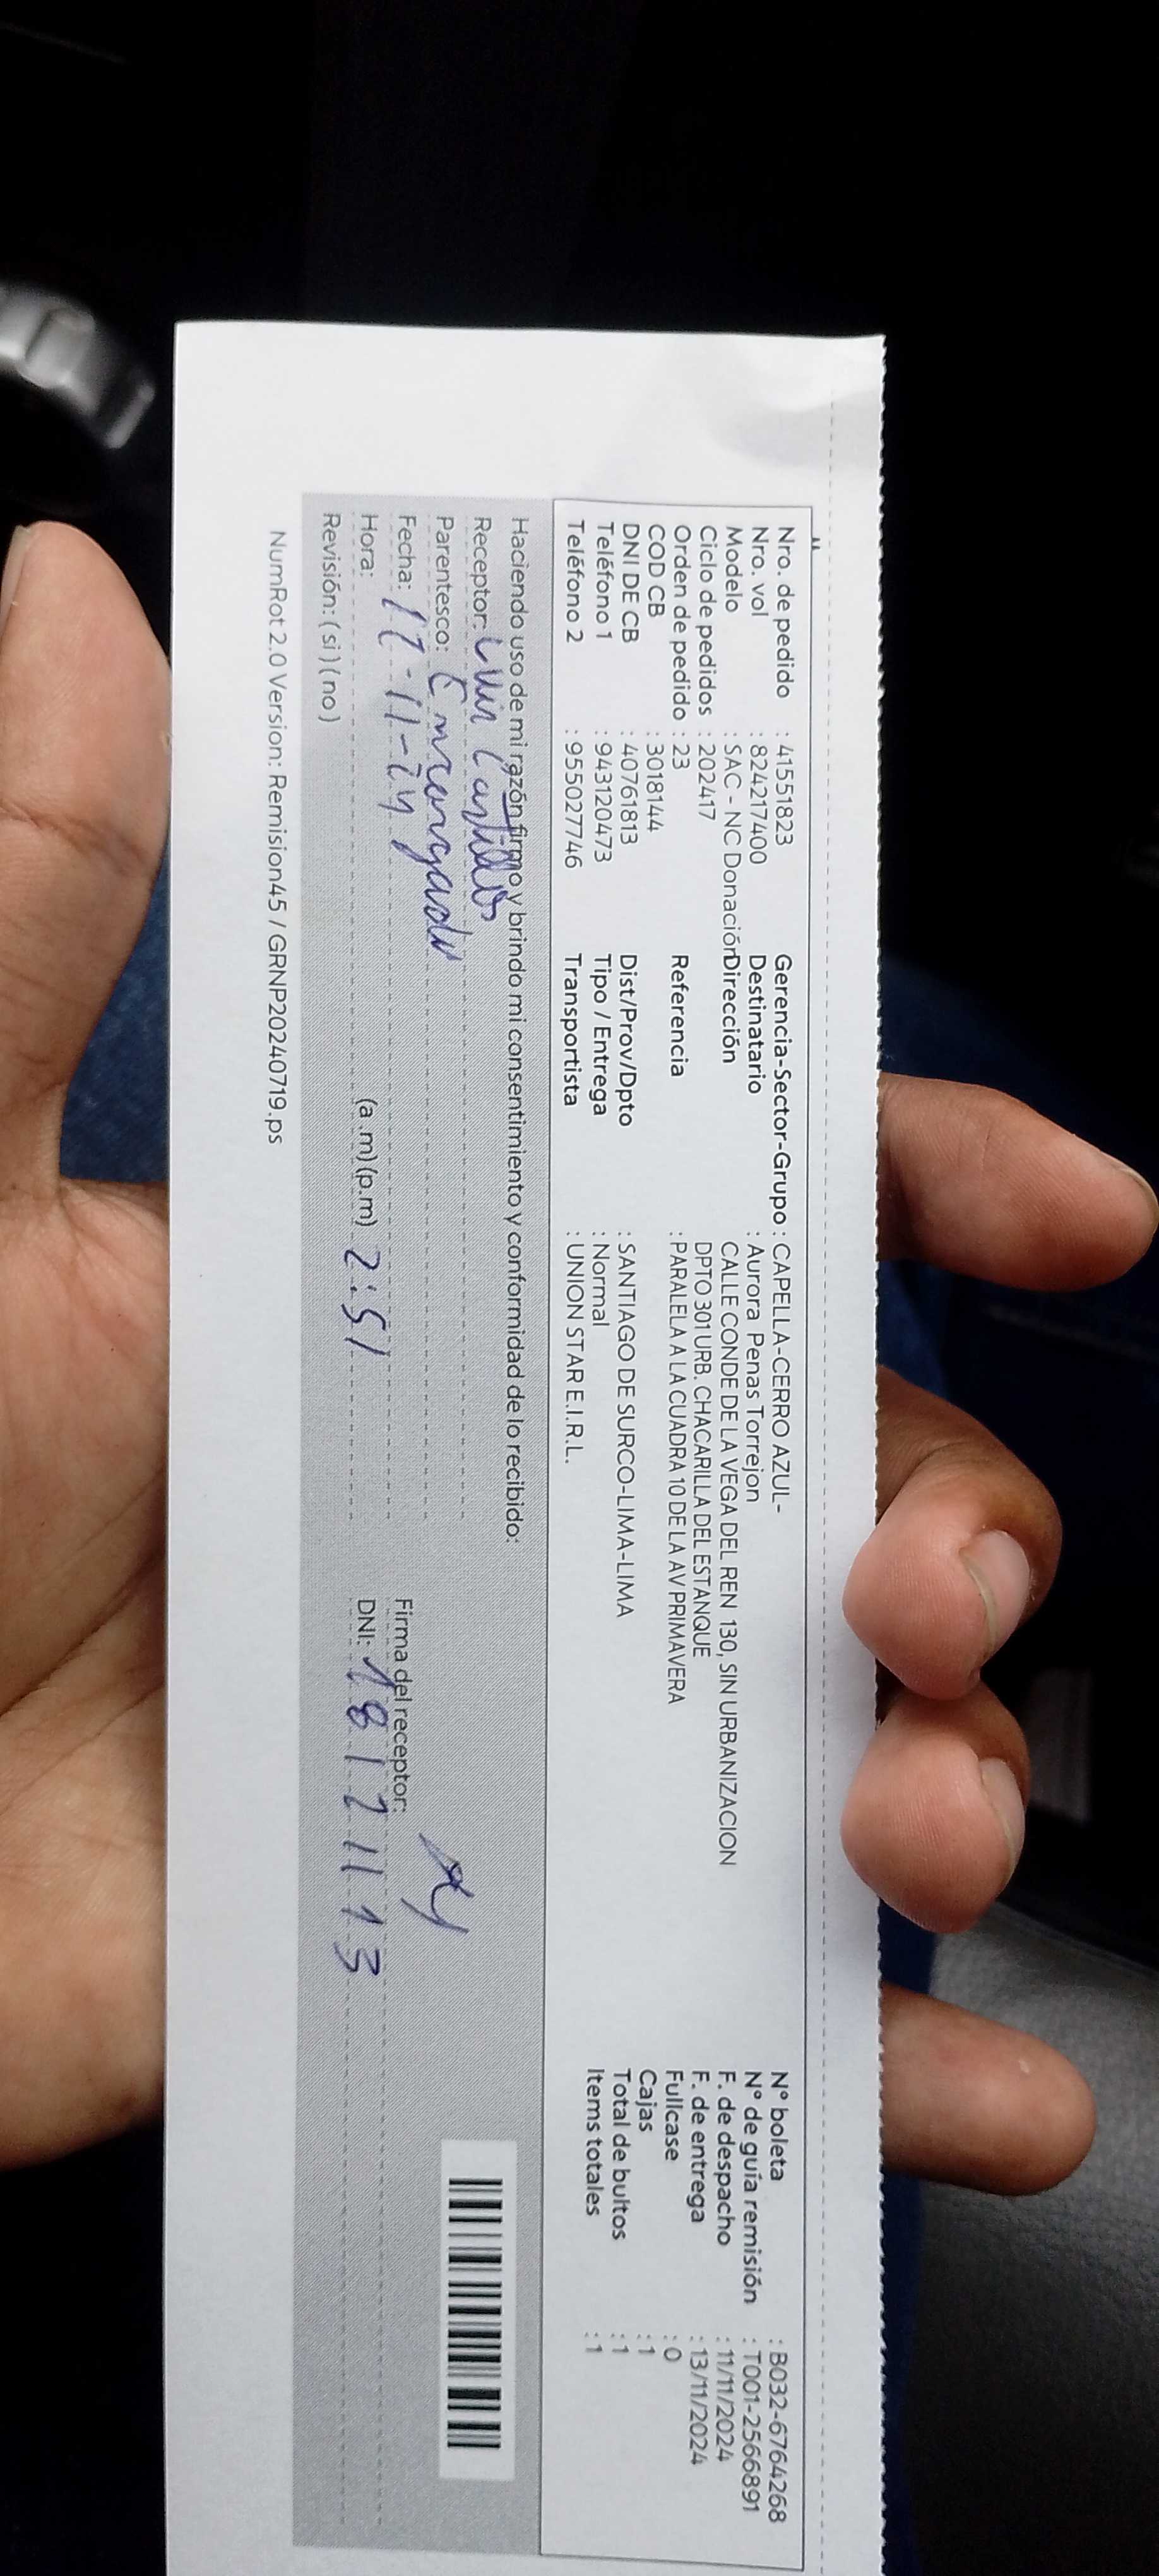 Nro. de pedido : 41551823
Nro. vol : 824217400
Modelo : SAC - NC Donación
Ciclo de pedidos : 202417
Orden de pedido : 23
COD CB : 3018144
DNI DE CB : 40761813
Teléfono 1 : 943120473
Teléfono 2 : 955027746
Gerencia-Sector-Grupo : CAPELLA-CERRO AZUL-
Destinatario : Aurora Penas Torrejon
Dirección CALLE CONDE DE LA VEGA DEL REN 130, SIN URBANIZACION
DPTO 301 URB. CHACARILLA DEL ESTANQUE
Referencia : PARALELA A LA CUADRA 10 DE LA AV PRIMAVERA
Dist/Prov/Dpto : SANTIAGO DE SURCO-LIMA-LIMA
Tipo / Entrega : Normal
Transportista : UNION STAR E.I.R.L.
N° boleta : B032-6764268
N° de guía remisión : T001-2566891
F. de despacho : 11/11/2024
F. de entrega : 13/11/2024
Fullcase : 0
Cajas : 1
Total de bultos : 1
Items totales : 1
Haciendo uso de mi razón firmo y brindo mi consentimiento y conformidad de lo recibido:
Receptor: Luis Castillo
Parentesco: Encargado
Fecha:
Hora: (a.m) (p.m) 2:51
Revisión: ( si ) ( no )
Firma del receptor:
DNI: 18171113
NumRot 2.0 Version: Remision45 / GRNP20240719.ps